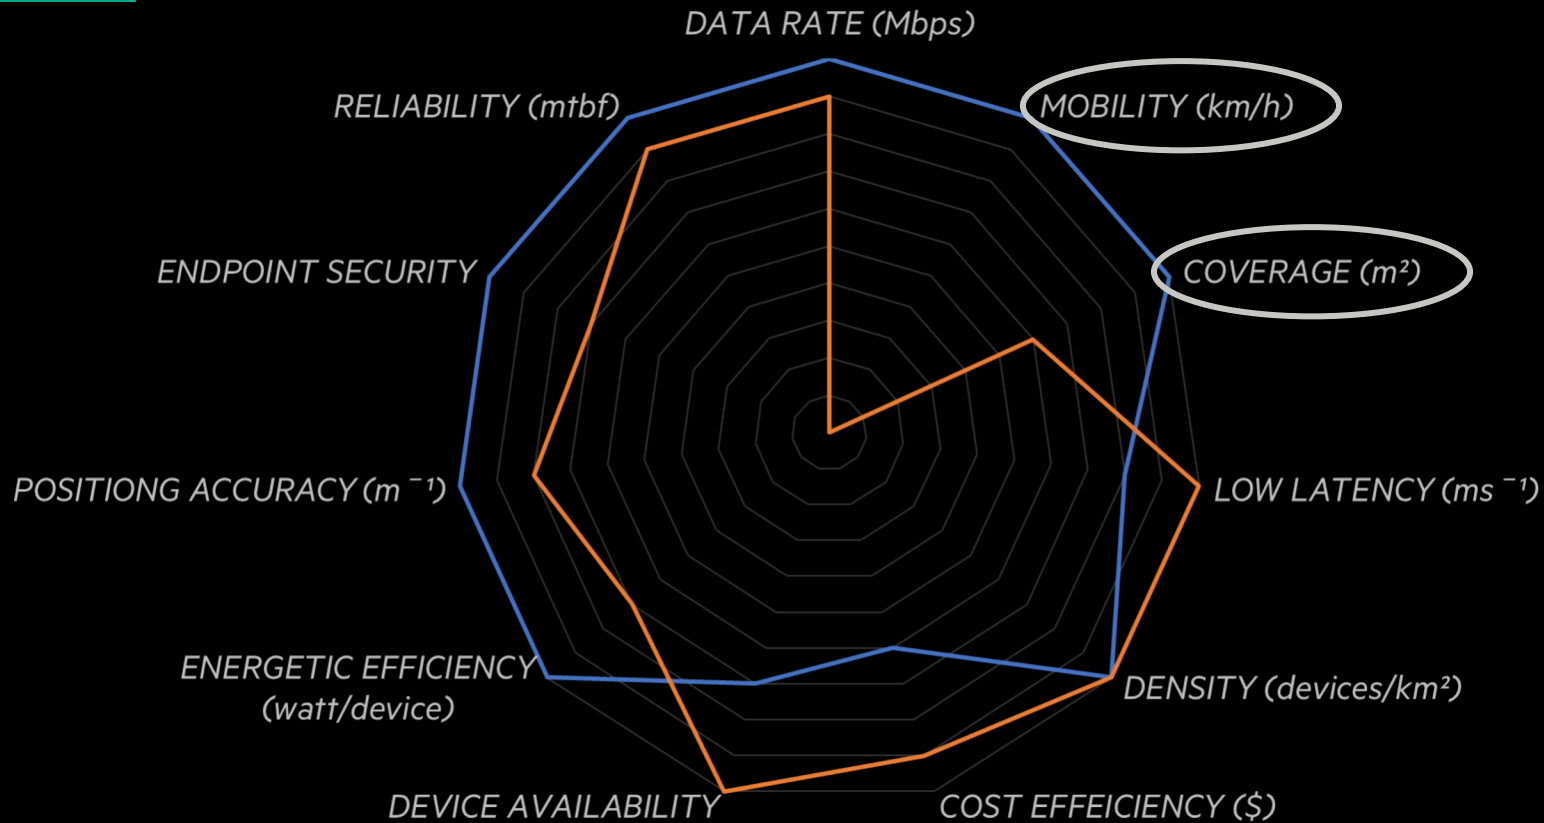 DATA RATE (Mbps)
RELIABILITY (mtbf)
MOBILITY (km/h)
ENDPOINT SECURITY
COVERAGE (m²)
POSITIONG ACCURACY (m⁻¹)
LOW LATENCY (ms⁻¹)
ENERGETIC EFFICIENCY
(watt/device)
DENSITY (devices/km²)
DEVICE AVAILABILITY
COST EFFEICIENCY ($)